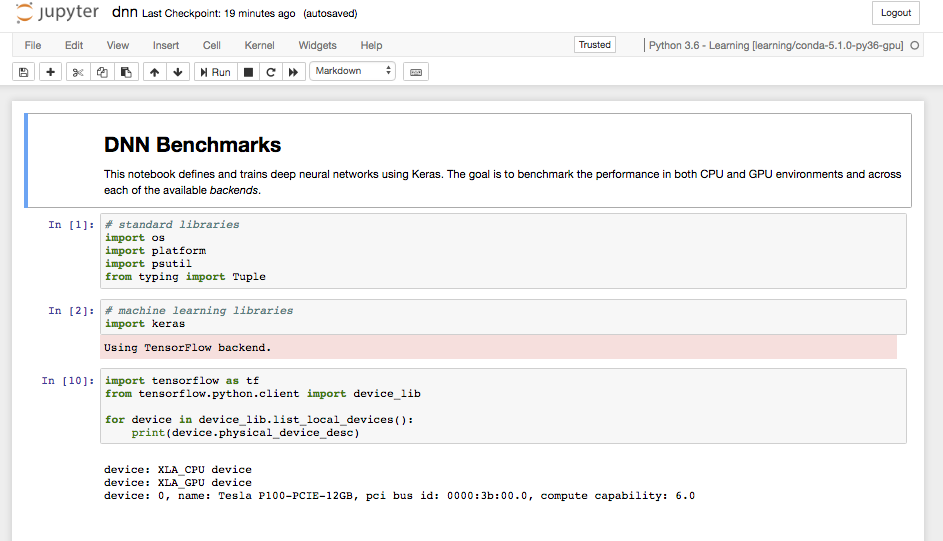 jupyter dnn Last Checkpoint: 19 minutes ago (autosaved) Logout
File Edit View Insert Cell Kernel Widgets Help Trusted Python 3.6 - Learning [learning/conda-5.1.0-py36-gpu]
Run Markdown
DNN Benchmarks
This notebook defines and trains deep neural networks using Keras. The goal is to benchmark the performance in both CPU and GPU environments and across
each of the available backends.
In [1]: # standard libraries
import os
import platform
import psutil
from typing import Tuple
In [2]: # machine learning libraries
import keras
Using TensorFlow backend.
In [10]: import tensorflow as tf
from tensorflow.python.client import device_lib
for device in device_lib.list_local_devices():
    print(device.physical_device_desc)
device: XLA_CPU device
device: XLA_GPU device
device: 0, name: Tesla P100-PCIE-12GB, pci bus id: 0000:3b:00.0, compute capability: 6.0